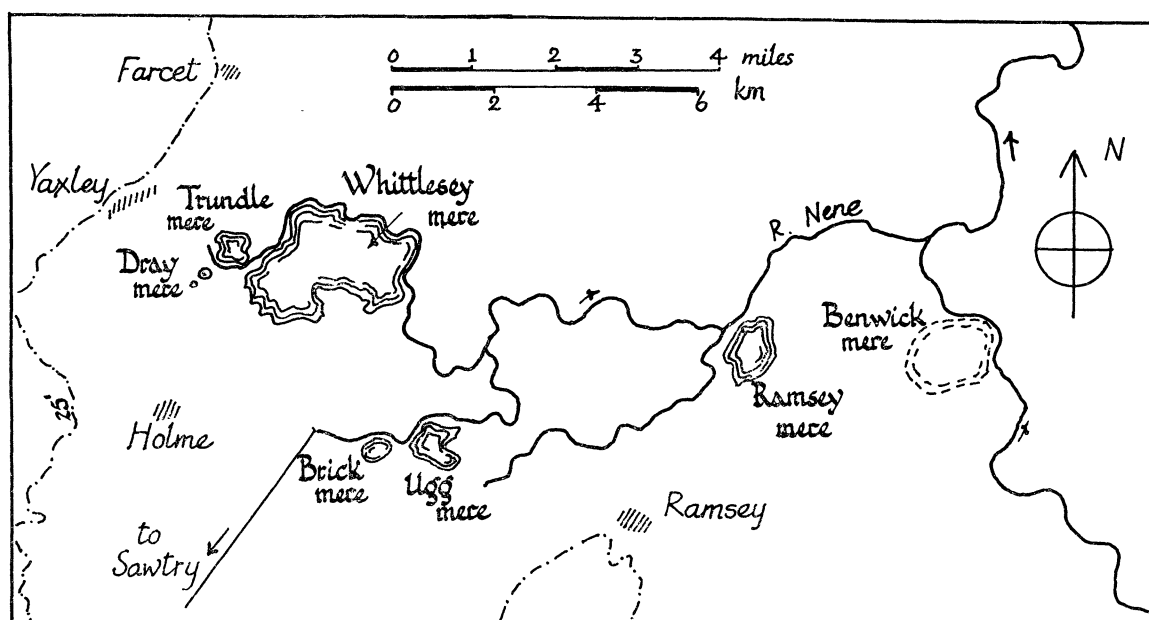 0 1 2 3 4 miles
0 2 4 6 km
Farcet
N
Yaxley
Trundle
mere
Whittlesey
mere
R. Nene
Dray
mere
Benwick
mere
25'
Holme
Ramsey
mere
Brick
mere
Ugg
mere
Ramsey
to
Sawtry